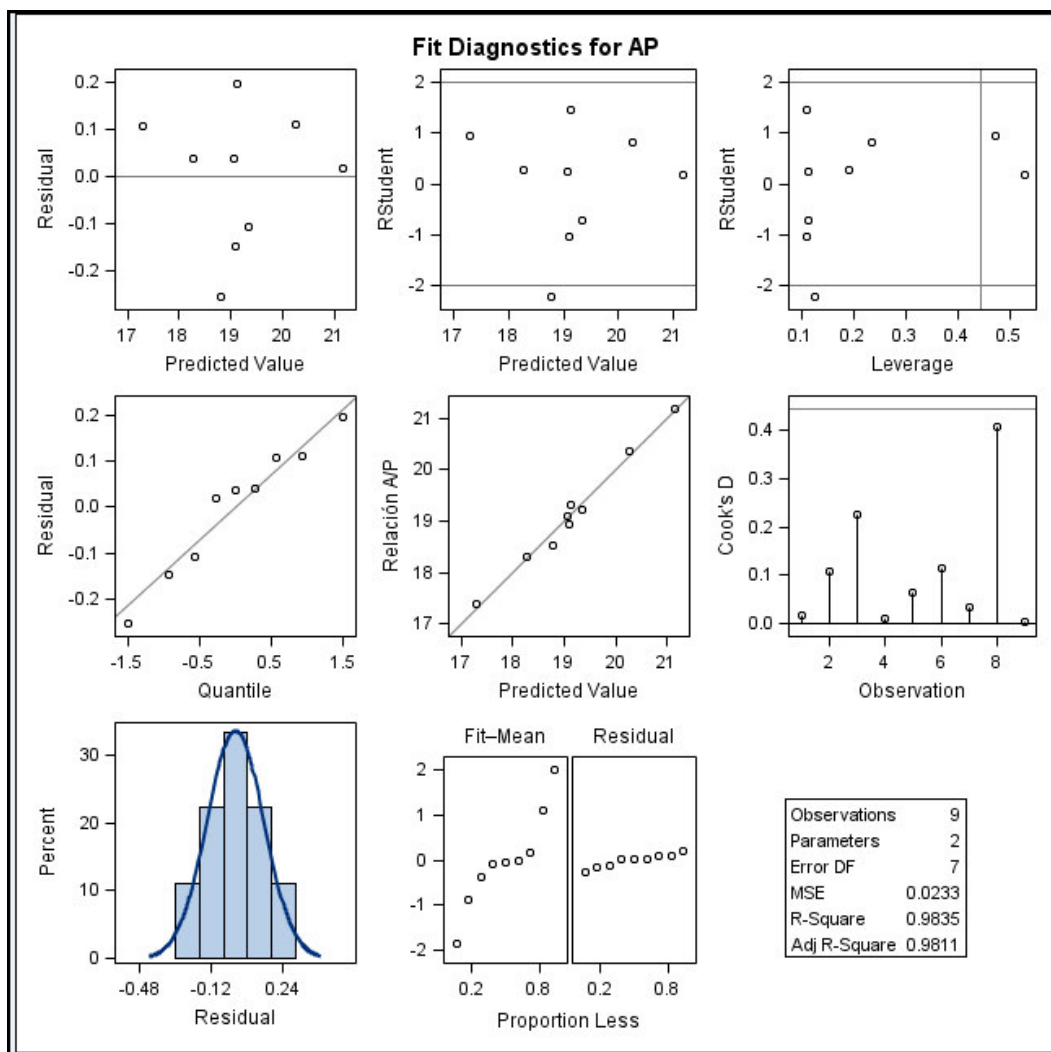 Fit Diagnostics for AP
Residual
0.2
0.1
0.0
-0.1
-0.2
17 18 19 20 21
Predicted Value
RStudent
2
1
0
-1
-2
17 18 19 20 21
Predicted Value
RStudent
2
1
0
-1
-2
0.1 0.2 0.3 0.4 0.5
Leverage
Residual
0.2
0.1
0.0
-0.1
-0.2
-1.5 -0.5 0.5 1.5
Quantile
Relación A/P
21
20
19
18
17
17 18 19 20 21
Predicted Value
Cook's D
0.4
0.3
0.2
0.1
0.0
2 4 6 8
Observation
Percent
30
20
10
0
-0.48 -0.12 0.24
Residual
Fit–Mean Residual
2
1
0
-1
-2
0.2 0.8 0.2 0.8
Proportion Less
Observations 9
Parameters 2
Error DF 7
MSE 0.0233
R-Square 0.9835
Adj R-Square 0.9811